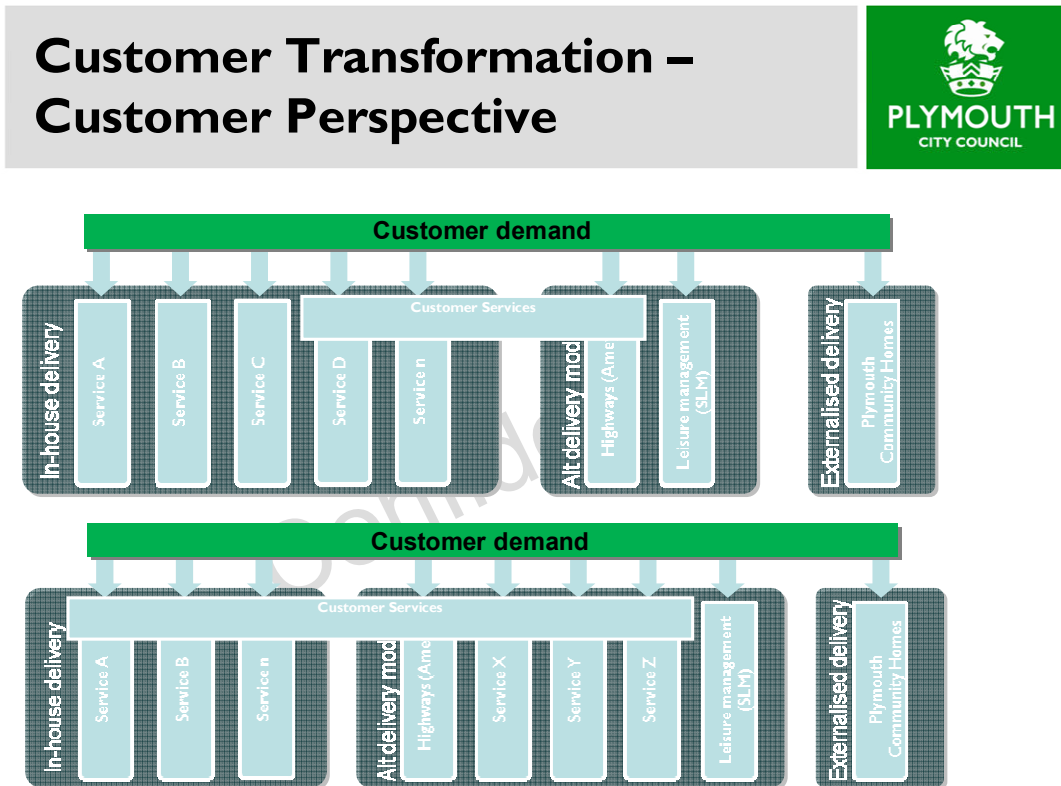 Customer Transformation –
Customer Perspective
PLYMOUTH
CITY COUNCIL
Customer demand
Customer Services
In-house delivery
Service A
Service B
Service C
Service D
Service n
Alt delivery mod
Highways (Ame
Leisure management
(SLM)
Externalised delivery
Plymouth
Community Homes
Customer demand
Customer Services
In-house delivery
Service A
Service B
Service n
Alt delivery mod
Highways (Ame
Service X
Service Y
Service Z
Leisure management
(SLM)
Externalised delivery
Plymouth
Community Homes